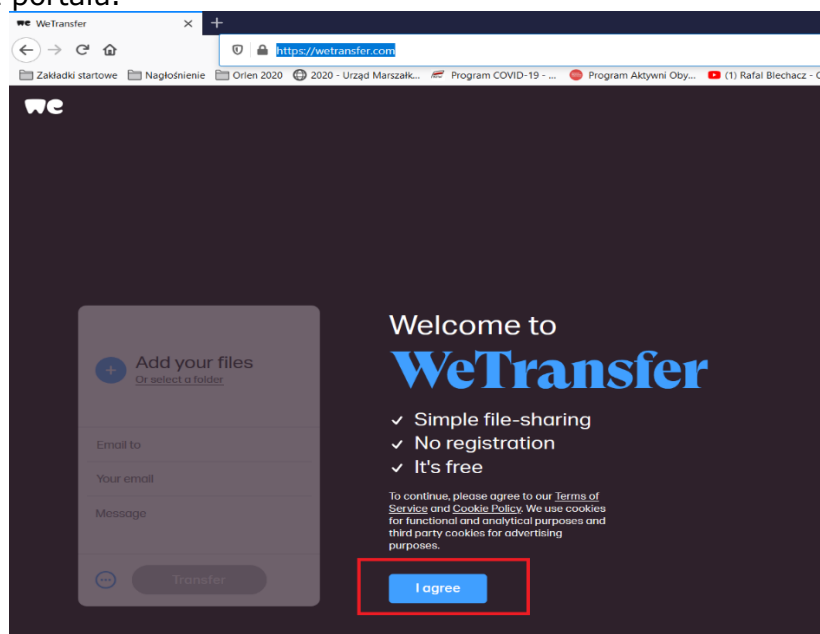 portalu.
WeTransfer
https://wetransfer.com
Zakładki startowe Nagłośnienie Orlen 2020 2020 - Urząd Marszałk... Program COVID-19 - ... Program Aktywni Oby... (1) Rafal Blechacz - C
we
Welcome to
WeTransfer
Add your files
Or select a folder
✓ Simple file-sharing
✓ No registration
✓ It's free
Email to
Your email
Message
To continue, please agree to our Terms of
Service and Cookie Policy. We use cookies
for functional and analytical purposes and
third party cookies for advertising
purposes.
Transfer
I agree